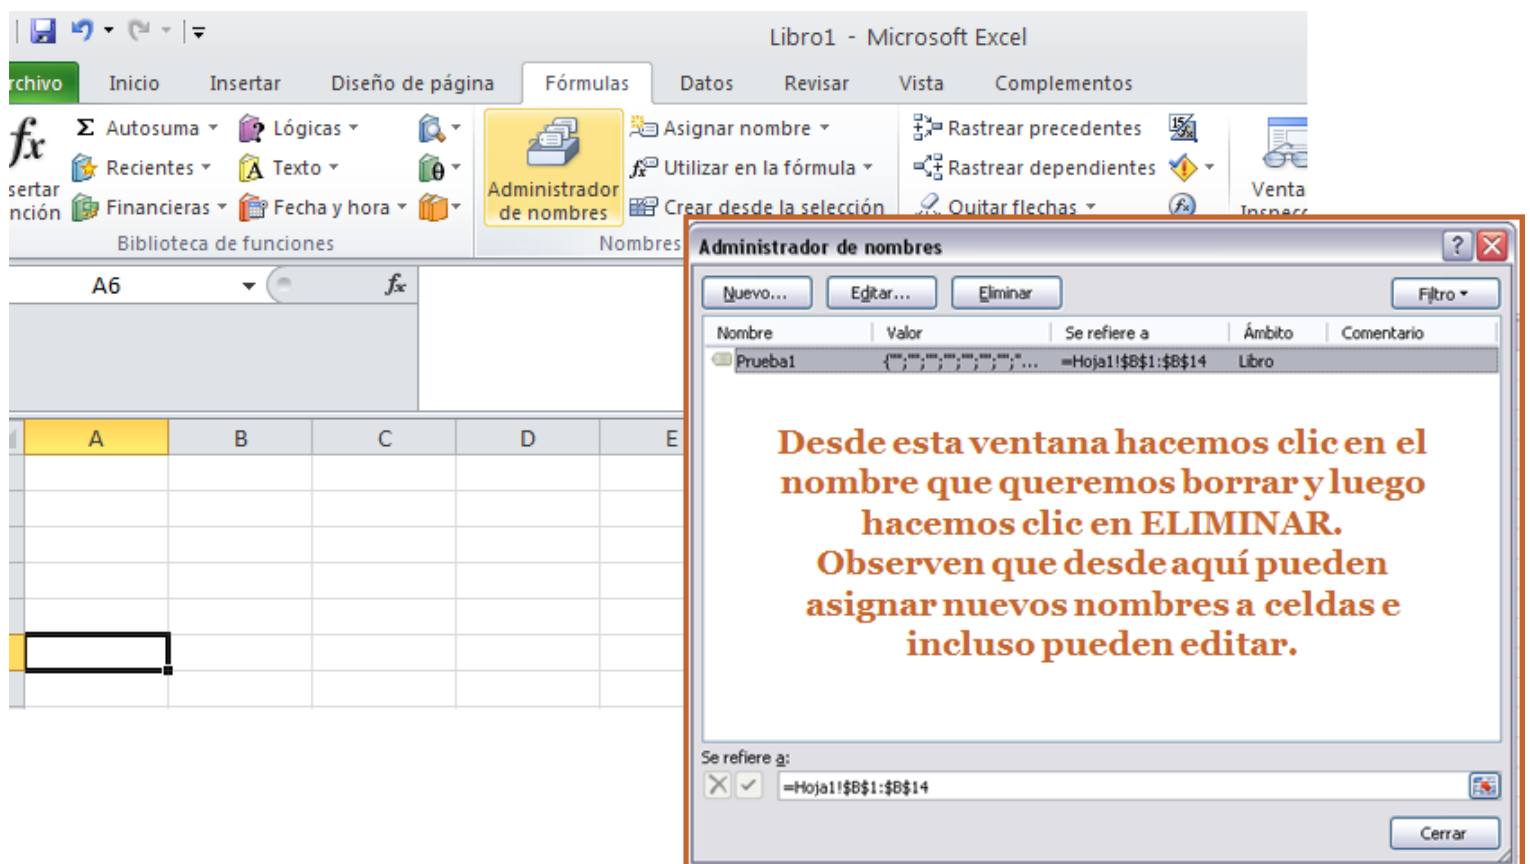 Libro1 - Microsoft Excel
rchivo Inicio Insertar Diseño de página Fórmulas Datos Revisar Vista Complementos
fx Σ Autosuma Lógicas Asignar nombre Rastrear precedentes
Recientes Texto Utilizar en la fórmula Rastrear dependientes
sertar nción Financieras Fecha y hora Administrador de nombres Crear desde la selección Quitar flechas Venta
Biblioteca de funciones Nombres
A6 fx
A B C D E
Administrador de nombres
Nuevo... Editar... Eliminar Filtro
Nombre Valor Se refiere a Ámbito Comentario
Prueba1 {"";"";"";"";"";"";"";"... =Hoja1!$B$1:$B$14 Libro
Desde esta ventana hacemos clic en el
nombre que queremos borrar y luego
hacemos clic en ELIMINAR.
Observen que desde aquí pueden
asignar nuevos nombres a celdas e
incluso pueden editar.
Se refiere a:
=Hoja1!$B$1:$B$14
Cerrar